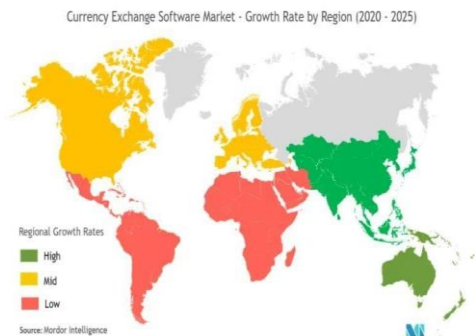 Currency Exchange Software Market - Growth Rate by Region (2020 - 2025)
Regional Growth Rates
High
Mid
Low
Source: Mordor Intelligence